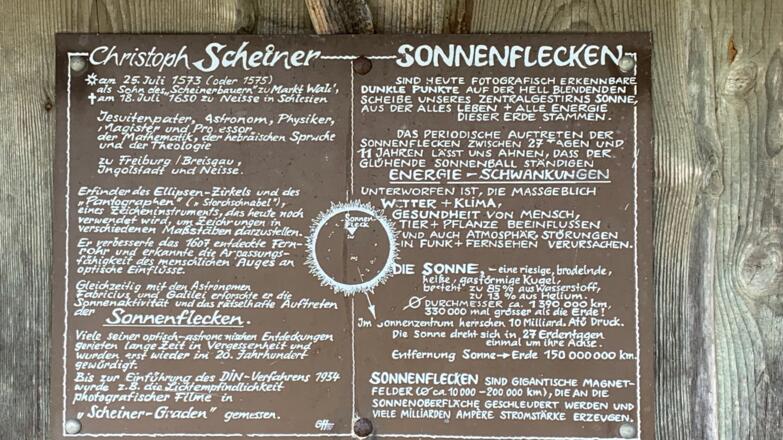 Christoph Scheiner
✷ am 25. Juli 1573 (oder 1575)
als Sohn des „Scheinerbauern" zu Markt Wald,
✝ am 18. Juli 1650 zu Neisse in Schlesien
Jesuitenpater, Astronom, Physiker,
Magister und Professor
der Mathematik, der hebräischen Sprache
und der Theologie
zu Freiburg / Breisgau,
Ingolstadt und Neisse.
Erfinder des Ellipsen-Zirkels und des
„Pantographen" („Storchschnabel"),
eines Zeicheninstruments, das heute noch
verwendet wird, um Zeichnungen in
verschiedenen Maßstäben darzustellen.
Er verbesserte das 1607 entdeckte Fern-
rohr und erkannte die Anpassungs-
fähigkeit des menschlichen Auges an
optische Einflüsse.
Gleichzeitig mit den Astronomen
Fabricius und Galilei erforschte er die
Sonnenaktivität und das rätselhafte Auftreten
der Sonnenflecken.
Viele seiner optisch-astronomischen Entdeckungen
gerieten lange Zeit in Vergessenheit und
wurden erst wieder im 20. Jahrhundert
gewürdigt.
Bis zur Einführung des DIN-Verfahrens 1934
wurde z.B. die Lichtempfindlichkeit
photografischer Filme in
„Scheiner-Graden" gemessen.
Sonnen
fleck
SONNENFLECKEN
SIND HEUTE FOTOGRAFISCH ERKENNBARE
DUNKLE PUNKTE AUF DER HELL BLENDENDEN
SCHEIBE UNSERES ZENTRALGESTIRNS SONNE,
AUS DER ALLES LEBEN + ALLE ENERGIE
DIESER ERDE STAMMEN.
DAS PERIODISCHE AUFTRETEN DER
SONNENFLECKEN ZWISCHEN 27 TAGEN UND
11 JAHREN LÄSST UNS AHNEN, DASS DER
GLÜHENDE SONNENBALL STÄNDIGEN
ENERGIE - SCHWANKUNGEN
UNTERWORFEN IST, DIE MASSGEBLICH
WETTER + KLIMA,
GESUNDHEIT VON MENSCH,
TIER + PFLANZE BEEINFLUSSEN
UND AUCH ATMOSPHÄR. STÖRUNGEN
IN FUNK + FERNSEHEN VERURSACHEN.
DIE SONNE, - eine riesige, brodelnde,
heiße, gasförmige Kugel,
besteht zu 85 % aus Wasserstoff,
zu 13 % aus Helium.
Ø DURCHMESSER ca. 1 390 000 km,
330 000 mal grösser als die Erde!
Im Sonnenzentrum herrschen 10 Milliard. Atö Druck.
Die Sonne dreht sich in 27 Erdentagen
einmal um ihre Achse.
Entfernung Sonne → Erde 150 000 000 km.
SONNENFLECKEN SIND GIGANTISCHE MAGNET-
FELDER (Ø ca. 10 000 - 200 000 km), DIE AN DIE
SONNENOBERFLÄCHE GESCHLEUDERT WERDEN UND
VIELE MILLIARDEN AMPÈRE STROMSTÄRKE ERZEUGEN.